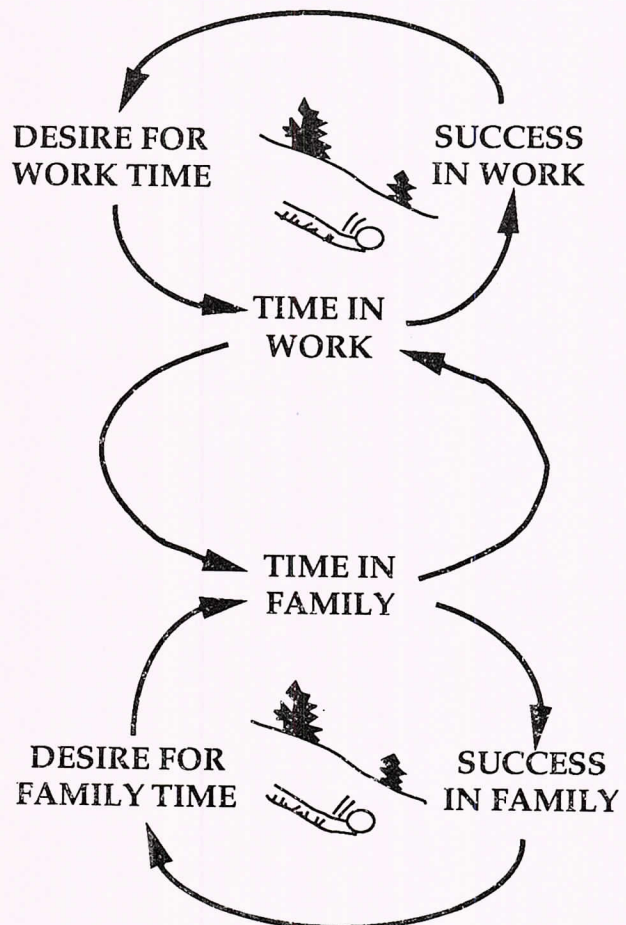 DESIRE FOR
WORK TIME
SUCCESS
IN WORK
TIME IN
WORK
TIME IN
FAMILY
DESIRE FOR
FAMILY TIME
SUCCESS
IN FAMILY